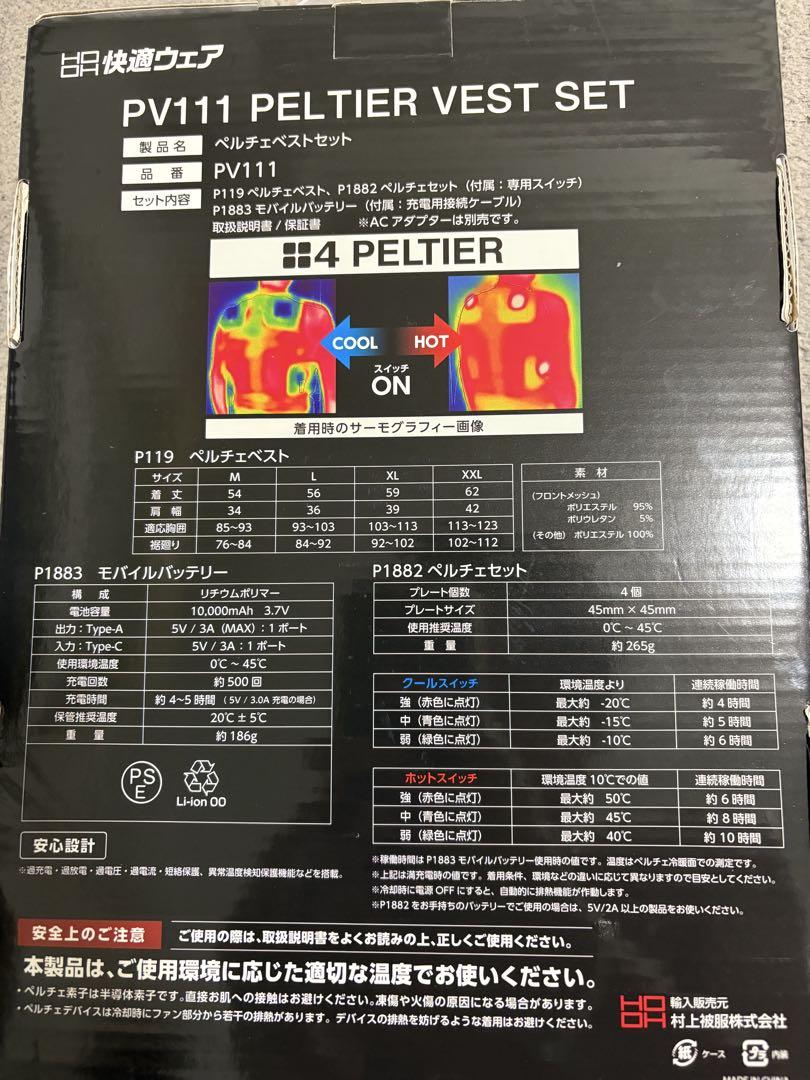 HOOH 快適ウェア
PV111 PELTIER VEST SET
製品名 ペルチェベストセット
品番 PV111
セット内容 P119 ペルチェベスト、P1882 ペルチェセット（付属：専用スイッチ）
P1883 モバイルバッテリー（付属：充電用接続ケーブル）
取扱説明書 / 保証書 ※AC アダプターは別売です。
4 PELTIER
COOL HOT
スイッチ
ON
着用時のサーモグラフィー画像
P119 ペルチェベスト
サイズ M L XL XXL
着丈 54 56 59 62
肩幅 34 36 39 42
適応胸囲 85~93 93~103 103~113 113~123
裾廻り 76~84 84~92 92~102 102~112
素材
（フロントメッシュ）
ポリエステル 95%
ポリウレタン 5%
（その他） ポリエステル 100%
P1883 モバイルバッテリー
構成 リチウムポリマー
電池容量 10,000mAh 3.7V
出力：Type-A 5V / 3A（MAX）：1 ポート
入力：Type-C 5V / 3A：1 ポート
使用環境温度 0℃ ~ 45℃
充電回数 約 500 回
充電時間 約 4~5 時間（5V / 3.0A 充電の場合）
保管推奨温度 20℃ ± 5℃
重量 約 186g
PS
E
Li-ion 00
P1882 ペルチェセット
プレート個数 4 個
プレートサイズ 45mm × 45mm
使用推奨温度 0℃ ~ 45℃
重量 約 265g
クールスイッチ 環境温度より 連続稼働時間
強（赤色に点灯） 最大約 -20℃ 約 4 時間
中（青色に点灯） 最大約 -15℃ 約 5 時間
弱（緑色に点灯） 最大約 -10℃ 約 6 時間
ホットスイッチ 環境温度 10℃での値 連続稼働時間
強（赤色に点灯） 最大約 50℃ 約 6 時間
中（青色に点灯） 最大約 45℃ 約 8 時間
弱（緑色に点灯） 最大約 40℃ 約 10 時間
※稼働時間は P1883 モバイルバッテリー使用時の値です。温度はペルチェ冷暖面での測定です。
※上記は満充電時の値です。着用条件、環境などの違いに応じて異なりますので目安としてください。
※冷却時に電源 OFF にすると、自動的に排熱機能が作動します。
※P1882 をお手持ちのバッテリーでご使用の場合は、5V/2A 以上の製品をお使いください。
安心設計
※過充電・過放電・過電圧・過電流・短絡保護、異常温度検知保護機能などを搭載。
安全上のご注意 ご使用の際は、取扱説明書をよくお読みの上、正しくご使用ください。
本製品は、ご使用環境に応じた適切な温度でお使いください。
・ペルチェ素子は半導体素子です。直接お肌への接触はお避けください。凍傷や火傷の原因になる場合があります。
・ペルチェデバイスは冷却時にファン部分から若干の排熱があります。デバイスの排熱を妨げるような着用はお避けください。
HOOH 輸入販売元
村上被服株式会社
紙 ケース プラ 内装
MADE IN CHINA